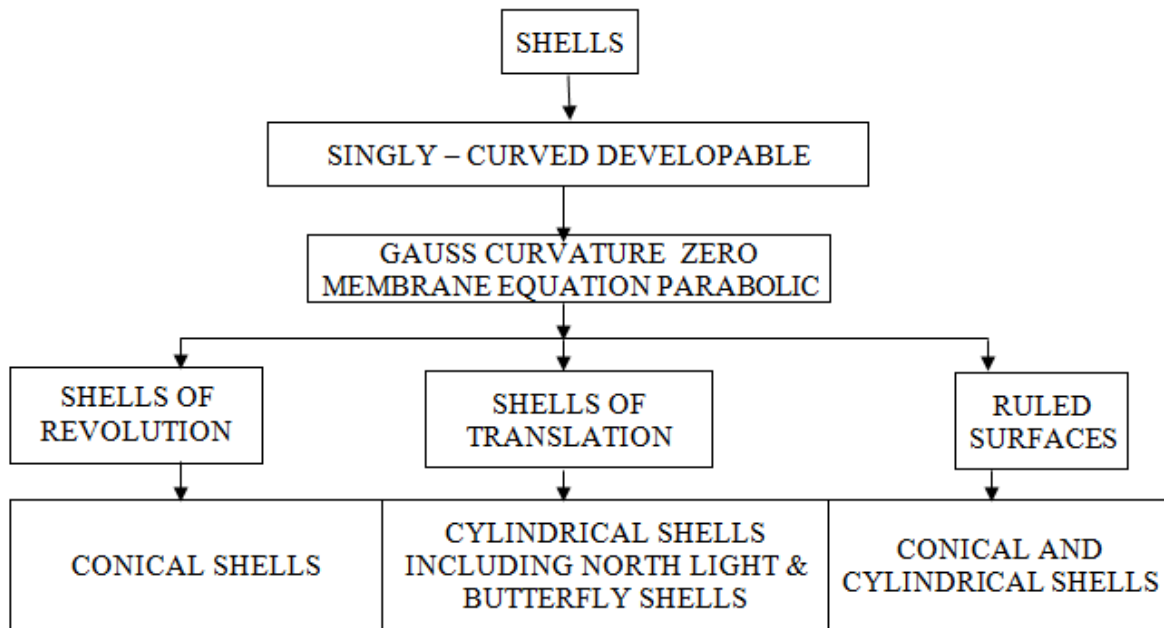 SHELLS
SINGLY – CURVED DEVELOPABLE
GAUSS CURVATURE ZERO
MEMBRANE EQUATION PARABOLIC
SHELLS OF
REVOLUTION
SHELLS OF
TRANSLATION
RULED
SURFACES
CONICAL SHELLS
CYLINDRICAL SHELLS
INCLUDING NORTH LIGHT &
BUTTERFLY SHELLS
CONICAL AND
CYLINDRICAL SHELLS